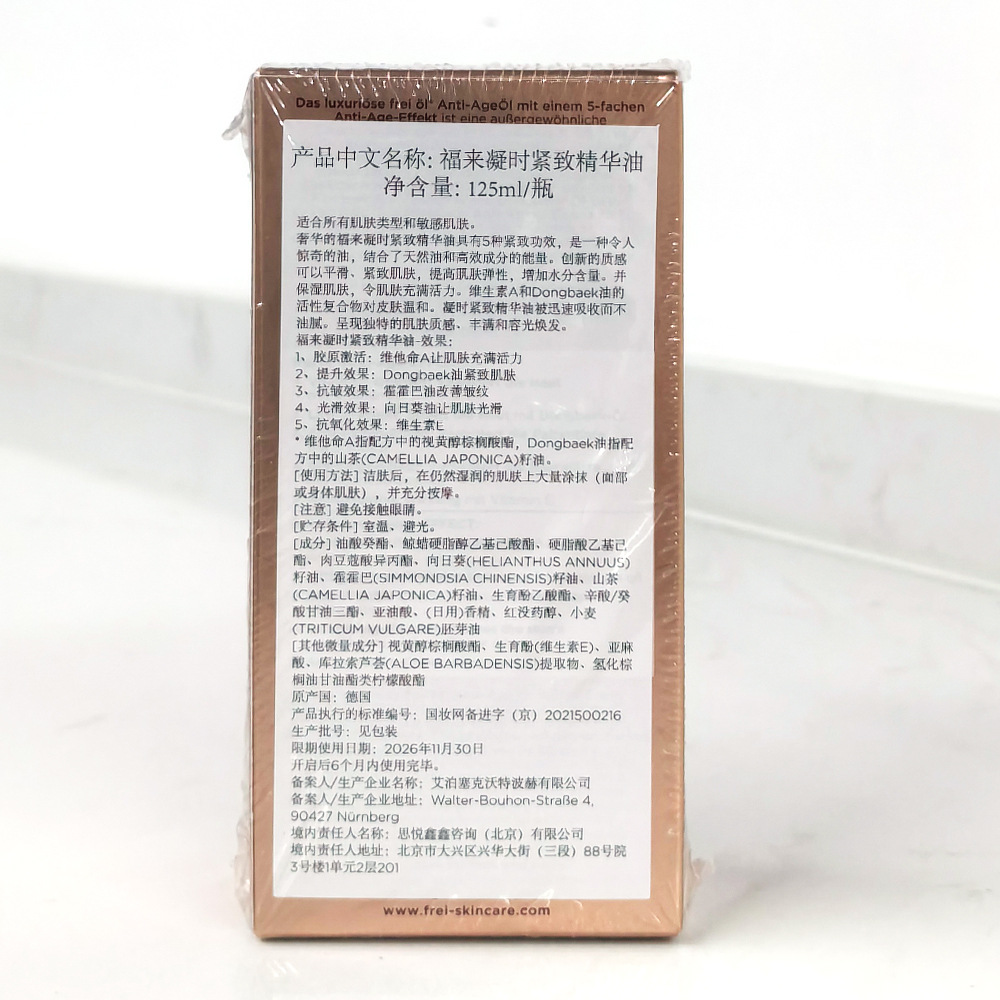 Das luxuriöse frei öl® Anti-AgeÖl mit einem 5-fachen
Anti-Age-Effekt ist eine außergewöhnliche
产品中文名称: 福来凝时紧致精华油
净含量: 125ml/瓶
适合所有肌肤类型和敏感肌肤。
奢华的福来凝时紧致精华油具有5种紧致功效，是一种令人
惊奇的油，结合了天然油和高效成分的能量。创新的质感
可以平滑、紧致肌肤，提高肌肤弹性，增加水分含量。并
保湿肌肤，令肌肤充满活力。维生素A和Dongbaek油的
活性复合物对皮肤温和。凝时紧致精华油被迅速吸收而不
油腻。呈现独特的肌肤质感、丰满和容光焕发。
福来凝时紧致精华油-效果:
1、胶原激活: 维他命A让肌肤充满活力
2、提升效果: Dongbaek油紧致肌肤
3、抗皱效果: 霍霍巴油改善皱纹
4、光滑效果: 向日葵油让肌肤光滑
5、抗氧化效果: 维生素E
* 维他命A指配方中的视黄醇棕榈酸酯，Dongbaek油指配
方中的山茶(CAMELLIA JAPONICA)籽油。
[使用方法] 洁肤后，在仍然湿润的肌肤上大量涂抹（面部
或身体肌肤），并充分按摩。
[注意] 避免接触眼睛。
[贮存条件] 室温、避光。
[成分] 油酸癸酯、鲸蜡硬脂醇乙基己酸酯、硬脂酸乙基己
酯、肉豆蔻酸异丙酯、向日葵(HELIANTHUS ANNUUS)
籽油、霍霍巴(SIMMONDSIA CHINENSIS)籽油、山茶
(CAMELLIA JAPONICA)籽油、生育酚乙酸酯、辛酸/癸
酸甘油三酯、亚油酸、(日用)香精、红没药醇、小麦
(TRITICUM VULGARE)胚芽油
[其他微量成分] 视黄醇棕榈酸酯、生育酚(维生素E)、亚麻
酸、库拉索芦荟(ALOE BARBADENSIS)提取物、氢化棕
榈油甘油酯类柠檬酸酯
原产国: 德国
产品执行的标准编号: 国妆网备进字（京）2021500216
生产批号: 见包装
限期使用日期: 2026年11月30日
开启后6个月内使用完毕。
备案人/生产企业名称: 艾泊塞克沃特波赫有限公司
备案人/生产企业地址: Walter-Bouhon-Straße 4,
90427 Nürnberg
境内责任人名称: 思悦鑫鑫咨询（北京）有限公司
境内责任人地址: 北京市大兴区兴华大街（三段）88号院
3号楼1单元2层201
www.frei-skincare.com